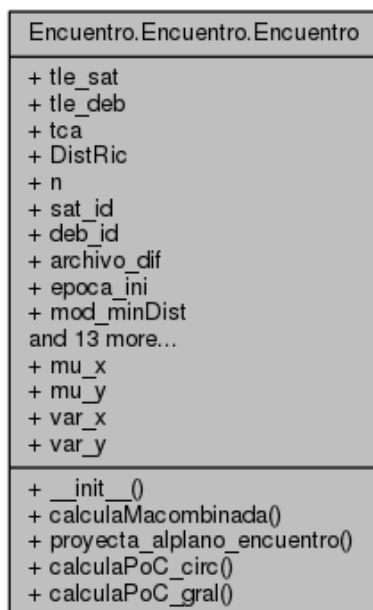 Encuentro.Encuentro.Encuentro
+ tle_sat
+ tle_deb
+ tca
+ DistRic
+ n
+ sat_id
+ deb_id
+ archivo_dif
+ epoca_ini
+ mod_minDist
and 13 more...
+ mu_x
+ mu_y
+ var_x
+ var_y
+ __init__()
+ calculaMacombinada()
+ proyecta_alplano_encuentro()
+ calculaPoC_circ()
+ calculaPoC_gral()